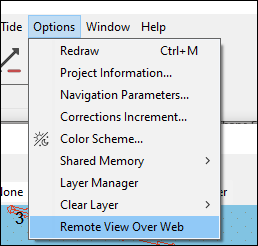 Tide Options Window Help
Redraw Ctrl+M
Project Information...
Navigation Parameters...
Corrections Increment...
Color Scheme...
Shared Memory
Layer Manager
Clear Layer
Remote View Over Web
3